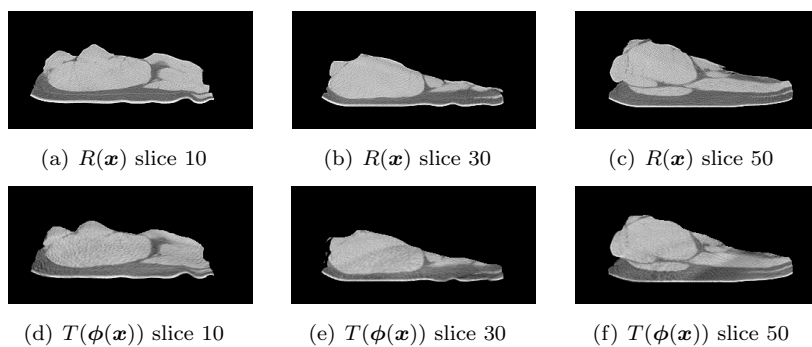 (a) R(x) slice 10
(b) R(x) slice 30
(c) R(x) slice 50
(d) T(ϕ(x)) slice 10
(e) T(ϕ(x)) slice 30
(f) T(ϕ(x)) slice 50